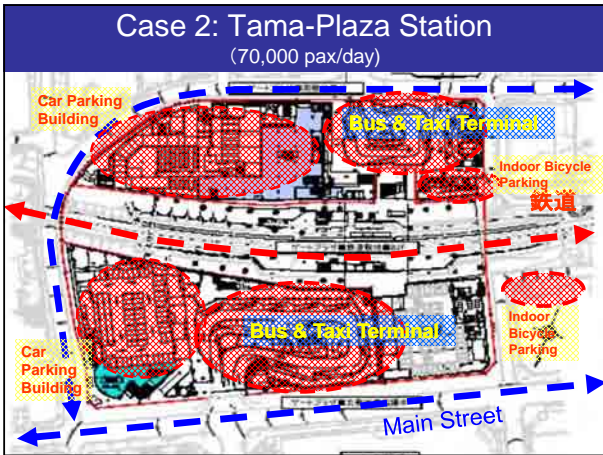 Case 2: Tama-Plaza Station
(70,000 pax/day)
Car Parking
Building
Bus & Taxi Terminal
Indoor Bicycle
Parking
鉄道
Bus & Taxi Terminal
Indoor
Bicycle
Parking
Car
Parking
Building
Main Street